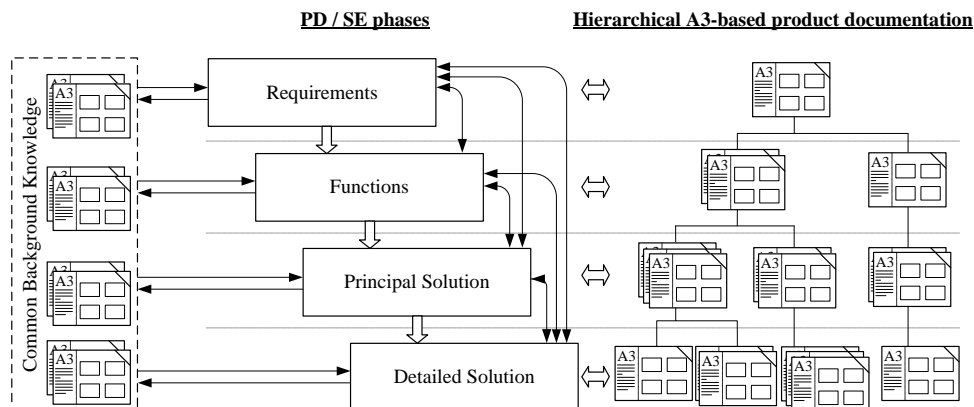 PD / SE phases
Hierarchical A3-based product documentation
Common Background Knowledge
A3
Requirements
A3
A3
Functions
A3
A3
A3
Principal Solution
A3
A3
A3
A3
Detailed Solution
A3
A3
A3
A3